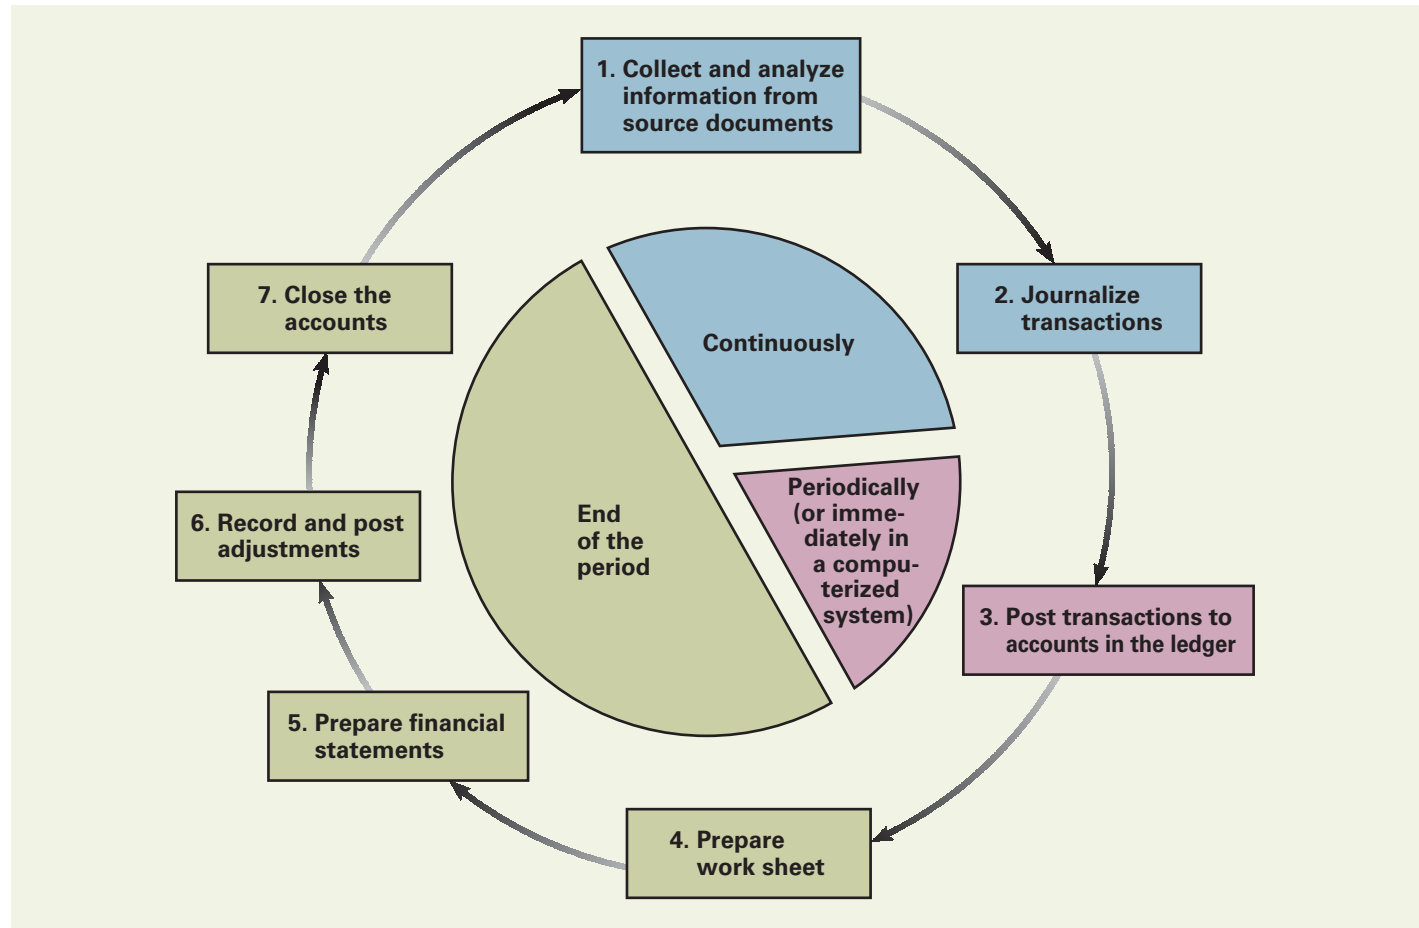 1. Collect and analyze
information from
source documents
2. Journalize
transactions
3. Post transactions to
accounts in the ledger
4. Prepare
work sheet
5. Prepare financial
statements
6. Record and post
adjustments
7. Close the
accounts
Continuously
Periodically
(or imme-
diately in
a compu-
terized
system)
End
of the
period